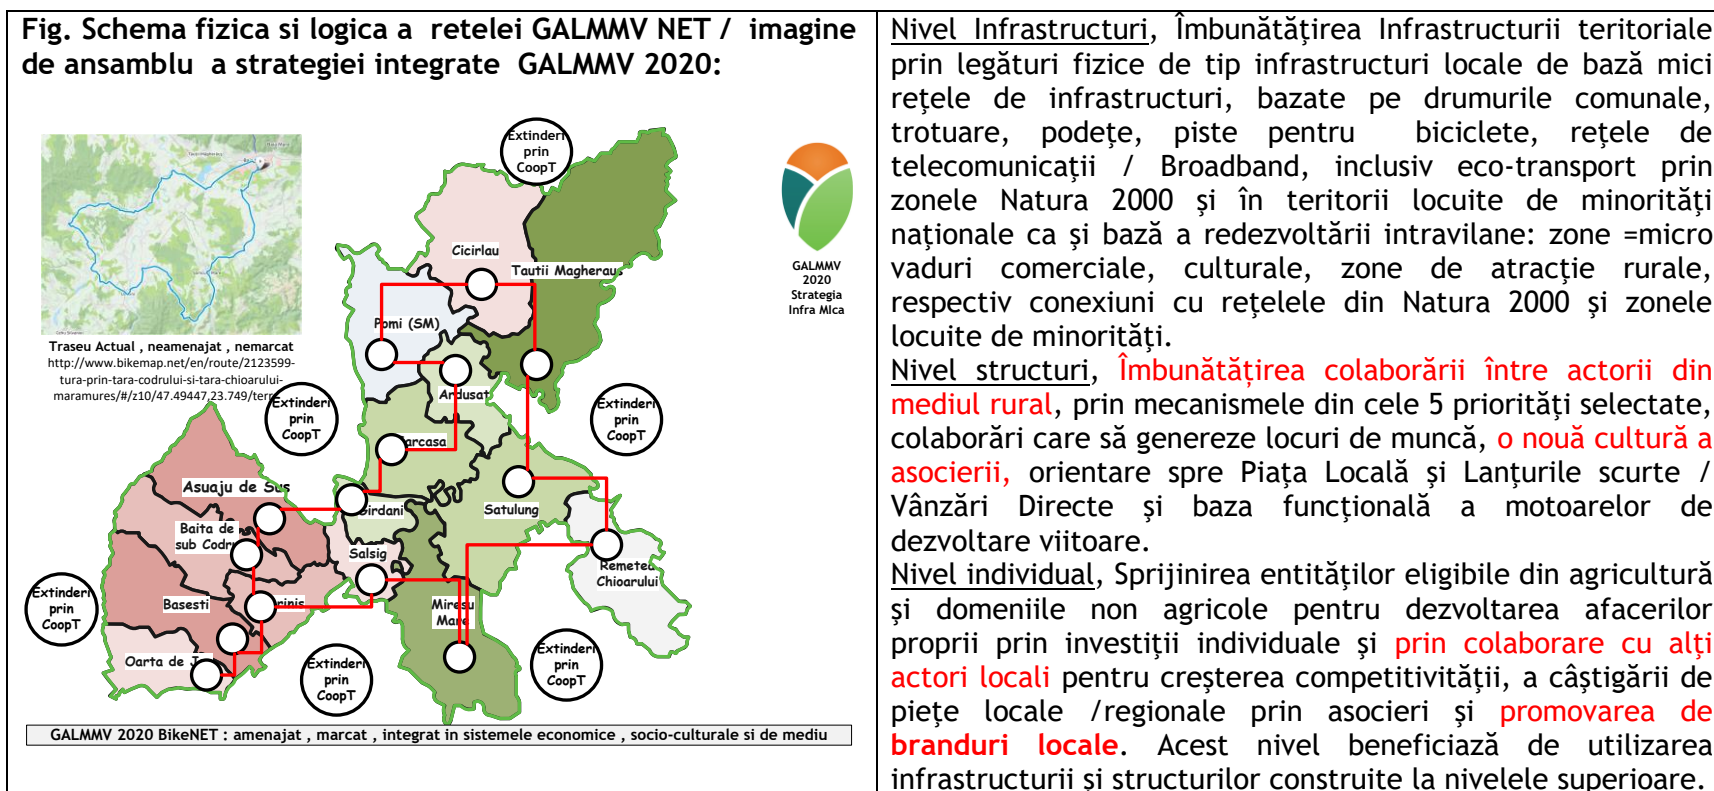 Fig. Schema fizica si logica a retelei GALMMV NET / imagine
de ansamblu a strategiei integrate GALMMV 2020:
Extinderi
prin
CoopT
GALMMV
2020
Strategia
Infra MIca
Cicirlau
Tautii Magheraus
Pomi (SM)
Traseu Actual , neamenajat , nemarcat
http://www.bikemap.net/en/route/2123599-
tura-prin-tara-codrului-si-tara-chioarului-
maramures/#/z10/47.49447,23.749/terr
Ardusat
Extinderi
prin
CoopT
Extinderi
prin
CoopT
Asuaju de Sus
Satulung
Baita de
sub Codru
Salsig
Remetea
Chioarului
Extinderi
prin
CoopT
Basesti
Miresu
Mare
Oarta de J
Extinderi
prin
CoopT
Extinderi
prin
CoopT
GALMMV 2020 BikeNET : amenajat , marcat , integrat in sistemele economice , socio-culturale si de mediu
Nivel Infrastructuri, Îmbunătățirea Infrastructurii teritoriale
prin legături fizice de tip infrastructuri locale de bază mici
rețele de infrastructuri, bazate pe drumurile comunale,
trotuare, podețe, piste pentru biciclete, rețele de
telecomunicații / Broadband, inclusiv eco-transport prin
zonele Natura 2000 și în teritorii locuite de minorități
naționale ca și bază a redezvoltării intravilane: zone =micro
vaduri comerciale, culturale, zone de atracție rurale,
respectiv conexiuni cu rețelele din Natura 2000 și zonele
locuite de minorități.
Nivel structuri, Îmbunătățirea colaborării între actorii din
mediul rural, prin mecanismele din cele 5 priorități selectate,
colaborări care să genereze locuri de muncă, o nouă cultură a
asocierii, orientare spre Piața Locală și Lanțurile scurte /
Vânzări Directe și baza funcțională a motoarelor de
dezvoltare viitoare.
Nivel individual, Sprijinirea entităților eligibile din agricultură
și domeniile non agricole pentru dezvoltarea afacerilor
proprii prin investiții individuale și prin colaborare cu alți
actori locali pentru creșterea competitivității, a câștigării de
piețe locale /regionale prin asocieri și promovarea de
branduri locale. Acest nivel beneficiază de utilizarea
infrastructurii și structurilor construite la nivelele superioare.